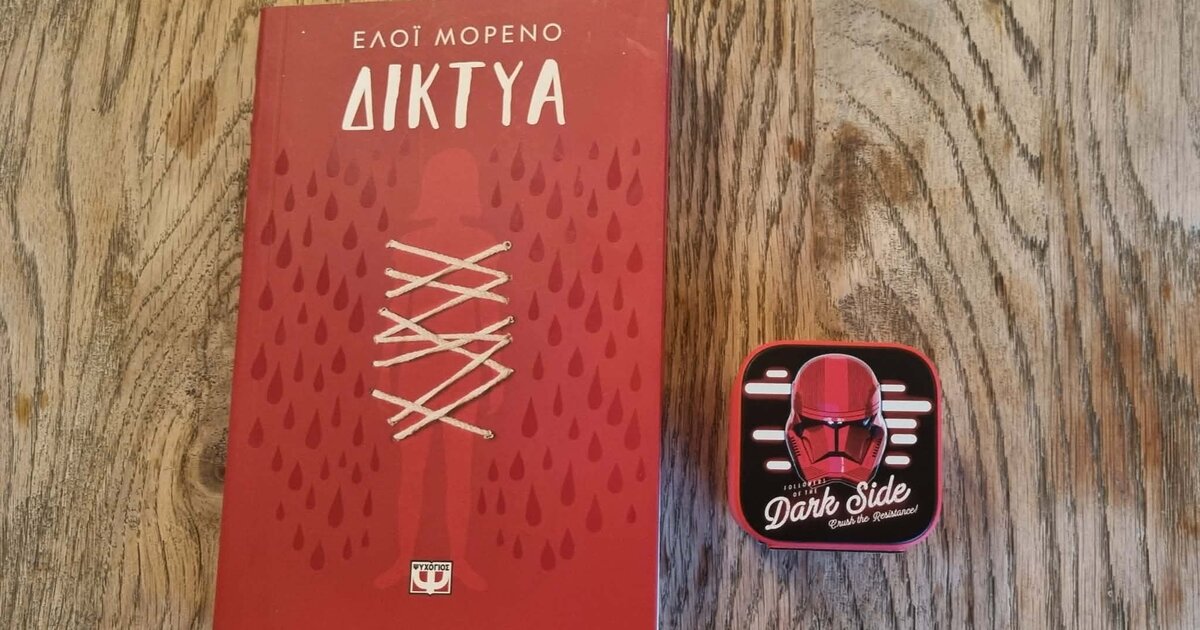 ΕΛΟΪ ΜΟΡΕΝΟ
ΔΙΚΤΥΑ
ΨΥΧΟΓΙΟΣ
FOLLOWERS
OF THE
Dark Side
Crush the Resistance!